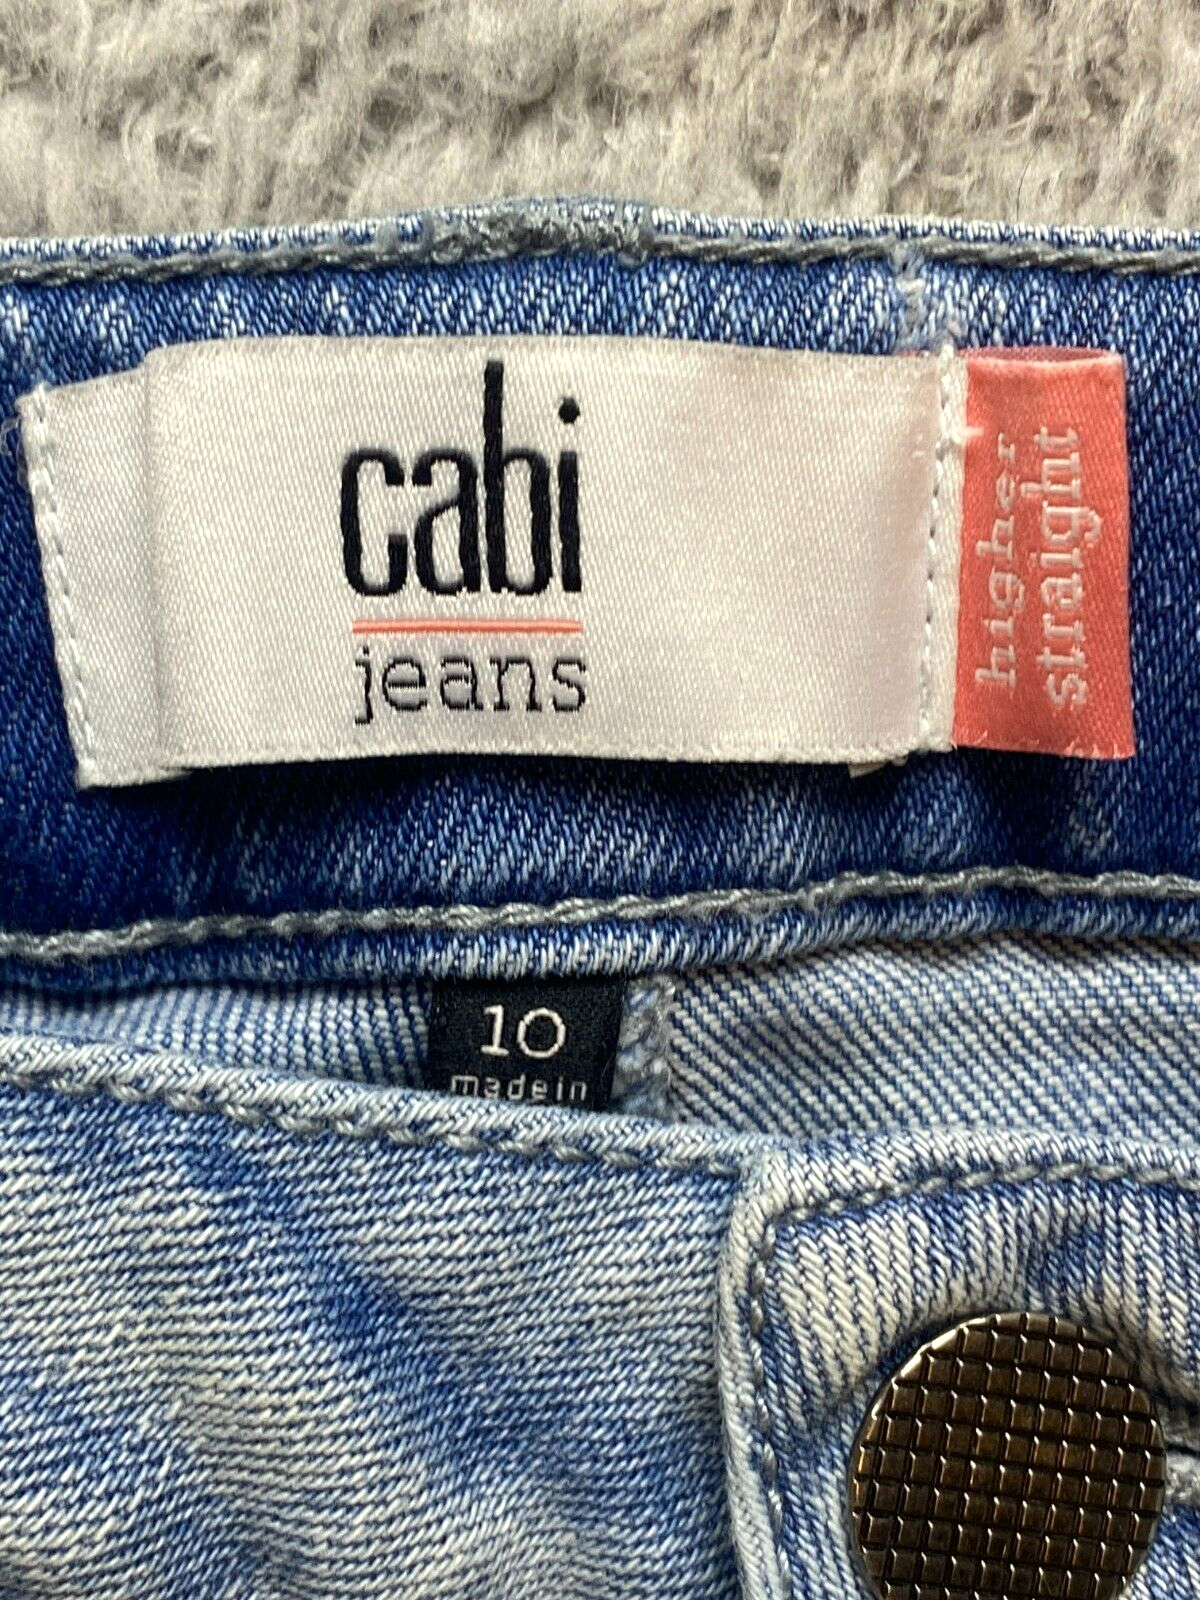 cabi
jeans
higher
straight
10
made in